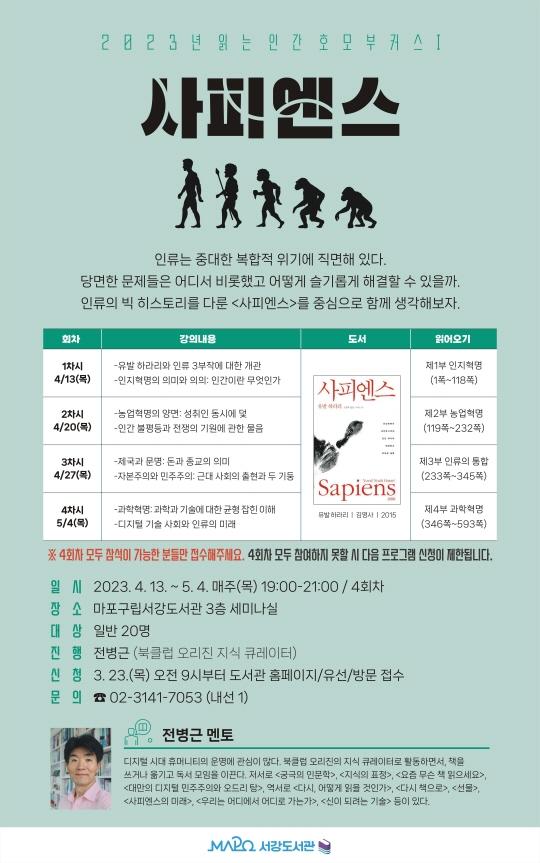 2023년 읽는 인간 호모부커스 I
사피엔스
인류는 중대한 복합적 위기에 직면해 있다.
당면한 문제들은 어디서 비롯했고 어떻게 슬기롭게 해결할 수 있을까.
인류의 빅 히스토리를 다룬 <사피엔스>를 중심으로 함께 생각해보자.
회차 강의내용 도서 읽어오기
1차시
4/13(목)
-유발 하라리와 인류 3부작에 대한 개관
-인지혁명의 의미와 의의: 인간이란 무엇인가
제1부 인지혁명
(1쪽~118쪽)
2차시
4/20(목)
-농업혁명의 양면: 성취인 동시에 덫
-인간 불평등과 전쟁의 기원에 관한 물음
제2부 농업혁명
(119쪽~232쪽)
3차시
4/27(목)
-제국과 문명: 돈과 종교의 의미
-자본주의와 민주주의: 근대 사회의 출현과 두 기둥
제3부 인류의 통합
(233쪽~345쪽)
4차시
5/4(목)
-과학혁명: 과학과 기술에 대한 균형 잡힌 이해
-디지털 기술 사회와 인류의 미래
제4부 과학혁명
(346쪽~593쪽)
사피엔스
유발 하라리
Sapiens
유발 하라리 | 김영사 | 2015
※ 4회차 모두 참석이 가능한 분들만 접수해주세요. 4회차 모두 참여하지 못할 시 다음 프로그램 신청이 제한됩니다.
일 시 2023. 4. 13. ~ 5. 4. 매주(목) 19:00-21:00 / 4회차
장 소 마포구립서강도서관 3층 세미나실
대 상 일반 20명
진 행 전병근 (북클럽 오리진 지식 큐레이터)
신 청 3. 23.(목) 오전 9시부터 도서관 홈페이지/유선/방문 접수
문 의 ☎ 02-3141-7053 (내선 1)
전병근 멘토
디지털 시대 휴머니티의 운명에 관심이 많다. 북클럽 오리진의 지식 큐레이터로 활동하면서, 책을
쓰거나 옮기고 독서 모임을 이끈다. 저서로 <궁극의 인문학>, <지식의 표정>, <요즘 무슨 책 읽으세요>,
<대만의 디지털 민주주의와 오드리 탕>, 역서로 <다시, 어떻게 읽을 것인가>, <다시 책으로>, <선물>,
<사피엔스의 미래>, <우리는 어디에서 어디로 가는가>, <신이 되려는 기술> 등이 있다.
MAPO 서강도서관